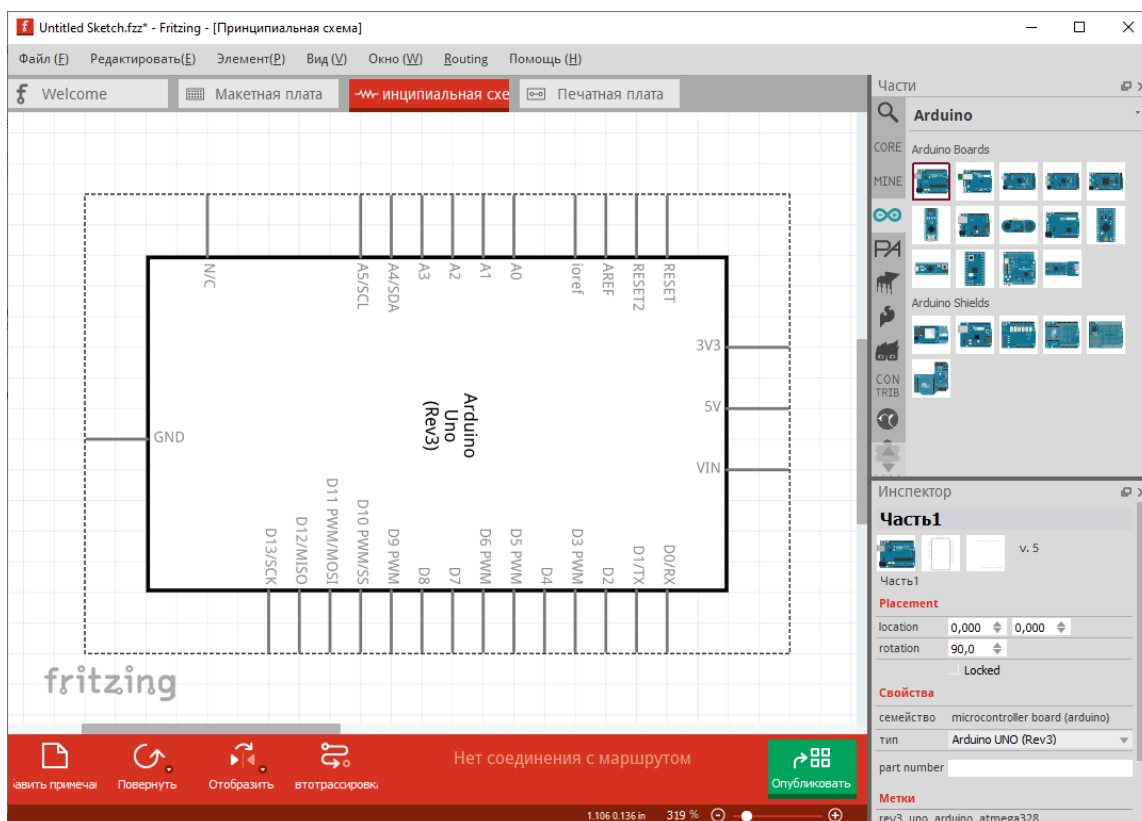 Untitled Sketch.fzz* - Fritzing - [Принципиальная схема]
Файл (F) Редактировать(E) Элемент(P) Вид (V) Окно (W) Routing Помощь (H)
Welcome Макетная плата инципиальная схе Печатная плата
Части
Arduino
CORE
MINE
PA
CON
TRIB
Arduino Boards
Arduino Shields
N/C A5/SCL A4/SDA A3 A2 A1 A0 ioref AREF RESET2 RESET
3V3
5V
VIN
GND
Arduino
Uno
(Rev3)
D13/SCK D12/MISO D11 PWM/MOSI D10 PWM/SS D9 PWM D8 D7 D6 PWM D5 PWM D4 D3 PWM D2 D1/TX D0/RX
fritzing
Инспектор
Часть1
v. 5
Часть1
Placement
location 0,000 0,000
rotation 90,0
Locked
Свойства
семейство microcontroller board (arduino)
тип Arduino UNO (Rev3)
part number
Метки
rev3, uno, arduino, atmega328
авить примечан Повернуть Отобразить втотрассировк
Нет соединения с маршрутом
Опубликовать
1.106 0.136 in 319 %